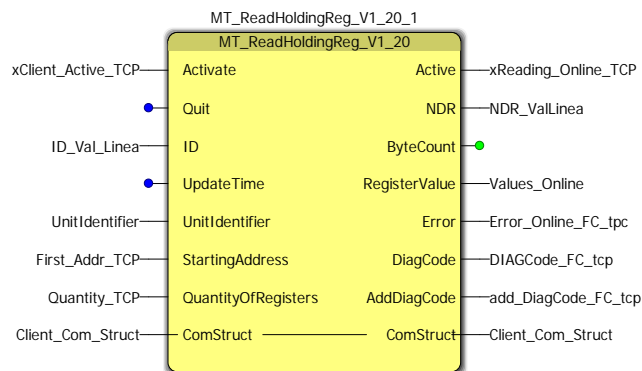 MT_ReadHoldingReg_V1_20_1
MT_ReadHoldingReg_V1_20
xClient_Active_TCP Activate Active xReading_Online_TCP
Quit NDR NDR_ValLinea
ID_Val_Linea ID ByteCount
UpdateTime RegisterValue Values_Online
UnitIdentifier UnitIdentifier Error Error_Online_FC_tpc
First_Addr_TCP StartingAddress DiagCode DIAGCode_FC_tcp
Quantity_TCP QuantityOfRegisters AddDiagCode add_DiagCode_FC_tcp
Client_Com_Struct ComStruct ComStruct Client_Com_Struct